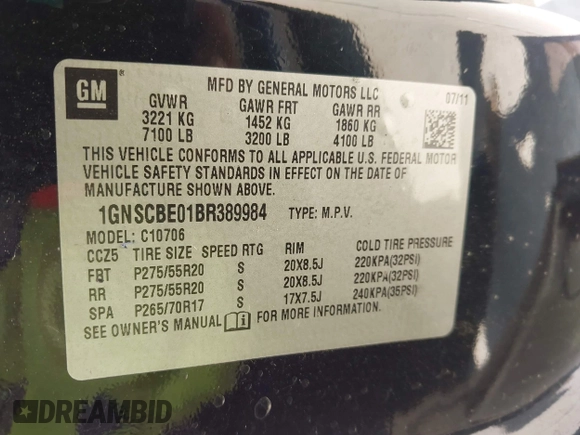 GM
MFD BY GENERAL MOTORS LLC
07/11
GVWR GAWR FRT GAWR RR
3221 KG 1452 KG 1860 KG
7100 LB 3200 LB 4100 LB
THIS VEHICLE CONFORMS TO ALL APPLICABLE U.S. FEDERAL MOTOR
VEHICLE SAFETY STANDARDS IN EFFECT ON THE DATE OF
MANUFACTURE SHOWN ABOVE.
1GNSCBE01BR389984 TYPE: M.P.V.
MODEL: C10706
CCZ5 TIRE SIZE SPEED RTG RIM COLD TIRE PRESSURE
FBT P275/55R20 S 20X8.5J 220KPA(32PSI)
RR P275/55R20 S 20X8.5J 220KPA(32PSI)
SPA P265/70R17 S 17X7.5J 240KPA(35PSI)
SEE OWNER'S MANUAL FOR MORE INFORMATION.
DREAMBID